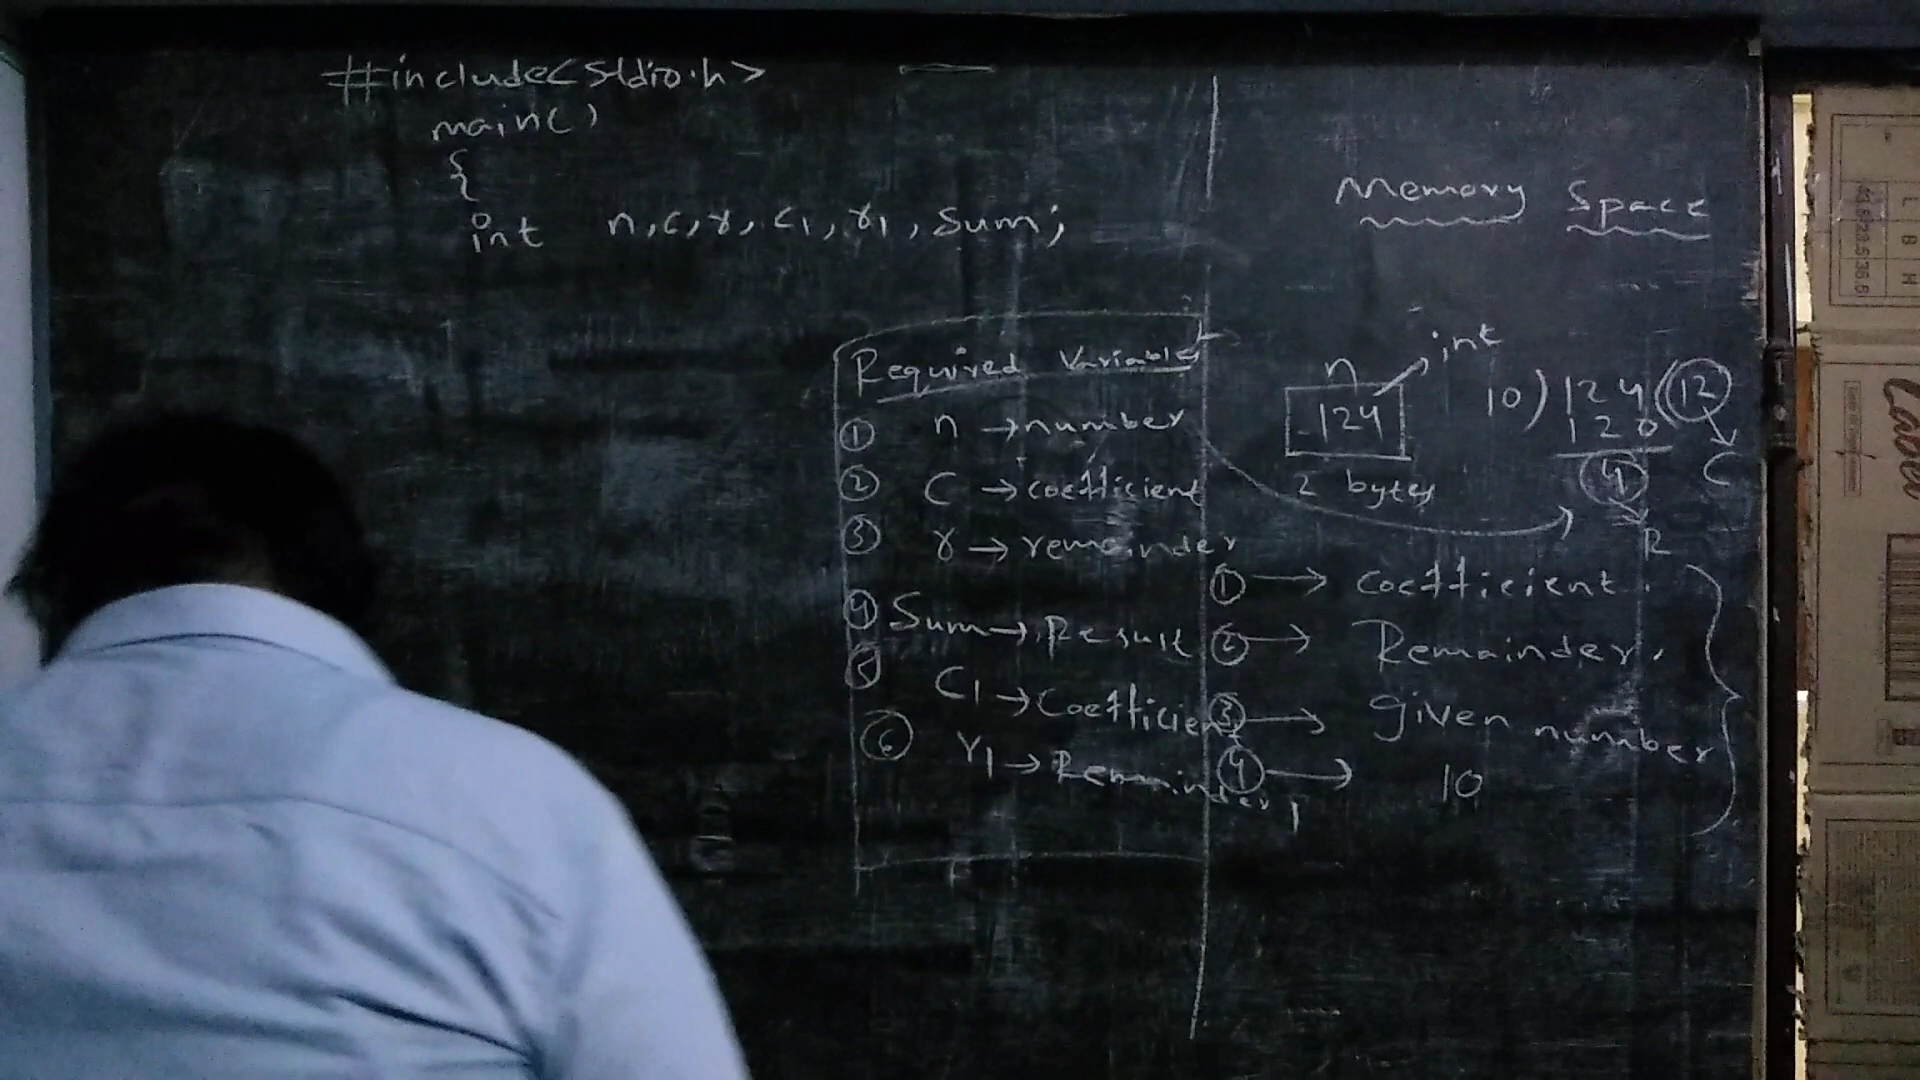 #include<stdio.h>
main()
{
int n,c,r,c1,r1,sum;
Required Variables
① n →number
② C →coefficient
③ r →remainder
④ Sum→Result
⑤ C1→Coefficient
⑥ r1→Remainder1
Memory Space
n int
124
2 bytes
10)124(12
120
4 C
R
①→ coefficient.
②→ Remainder.
③→ given number
④→ 10
L B H